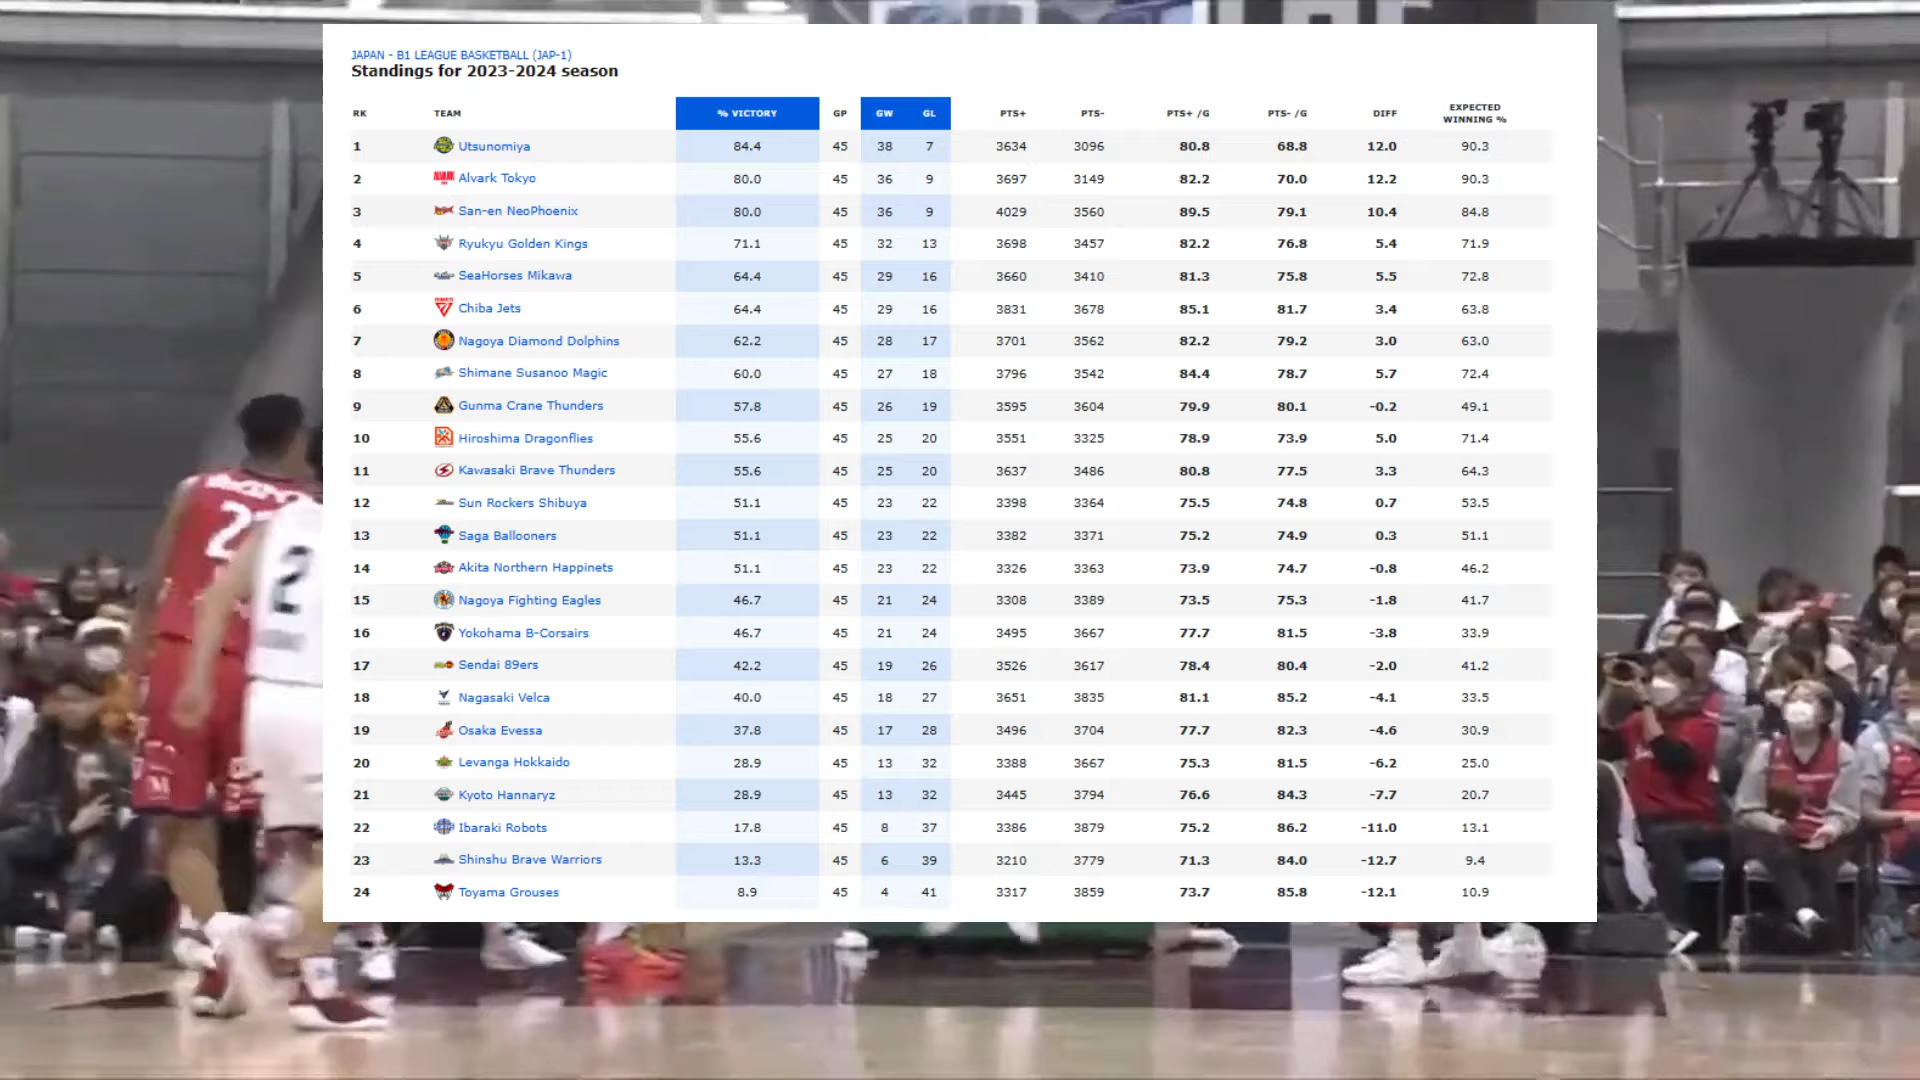 JAPAN - B1 LEAGUE BASKETBALL (JAP-1)
Standings for 2023-2024 season
RK TEAM % VICTORY GP GW GL PTS+ PTS- PTS+ /G PTS- /G DIFF EXPECTED WINNING %
1 Utsunomiya 84.4 45 38 7 3634 3096 80.8 68.8 12.0 90.3
2 Alvark Tokyo 80.0 45 36 9 3697 3149 82.2 70.0 12.2 90.3
3 San-en NeoPhoenix 80.0 45 36 9 4029 3560 89.5 79.1 10.4 84.8
4 Ryukyu Golden Kings 71.1 45 32 13 3698 3457 82.2 76.8 5.4 71.9
5 SeaHorses Mikawa 64.4 45 29 16 3660 3410 81.3 75.8 5.5 72.8
6 Chiba Jets 64.4 45 29 16 3831 3678 85.1 81.7 3.4 63.8
7 Nagoya Diamond Dolphins 62.2 45 28 17 3701 3562 82.2 79.2 3.0 63.0
8 Shimane Susanoo Magic 60.0 45 27 18 3796 3542 84.4 78.7 5.7 72.4
9 Gunma Crane Thunders 57.8 45 26 19 3595 3604 79.9 80.1 -0.2 49.1
10 Hiroshima Dragonflies 55.6 45 25 20 3551 3325 78.9 73.9 5.0 71.4
11 Kawasaki Brave Thunders 55.6 45 25 20 3637 3486 80.8 77.5 3.3 64.3
12 Sun Rockers Shibuya 51.1 45 23 22 3398 3364 75.5 74.8 0.7 53.5
13 Saga Ballooners 51.1 45 23 22 3382 3371 75.2 74.9 0.3 51.1
14 Akita Northern Happinets 51.1 45 23 22 3326 3363 73.9 74.7 -0.8 46.2
15 Nagoya Fighting Eagles 46.7 45 21 24 3308 3389 73.5 75.3 -1.8 41.7
16 Yokohama B-Corsairs 46.7 45 21 24 3495 3667 77.7 81.5 -3.8 33.9
17 Sendai 89ers 42.2 45 19 26 3526 3617 78.4 80.4 -2.0 41.2
18 Nagasaki Velca 40.0 45 18 27 3651 3835 81.1 85.2 -4.1 33.5
19 Osaka Evessa 37.8 45 17 28 3496 3704 77.7 82.3 -4.6 30.9
20 Levanga Hokkaido 28.9 45 13 32 3388 3667 75.3 81.5 -6.2 25.0
21 Kyoto Hannaryz 28.9 45 13 32 3445 3794 76.6 84.3 -7.7 20.7
22 Ibaraki Robots 17.8 45 8 37 3386 3879 75.2 86.2 -11.0 13.1
23 Shinshu Brave Warriors 13.3 45 6 39 3210 3779 71.3 84.0 -12.7 9.4
24 Toyama Grouses 8.9 45 4 41 3317 3859 73.7 85.8 -12.1 10.9
2